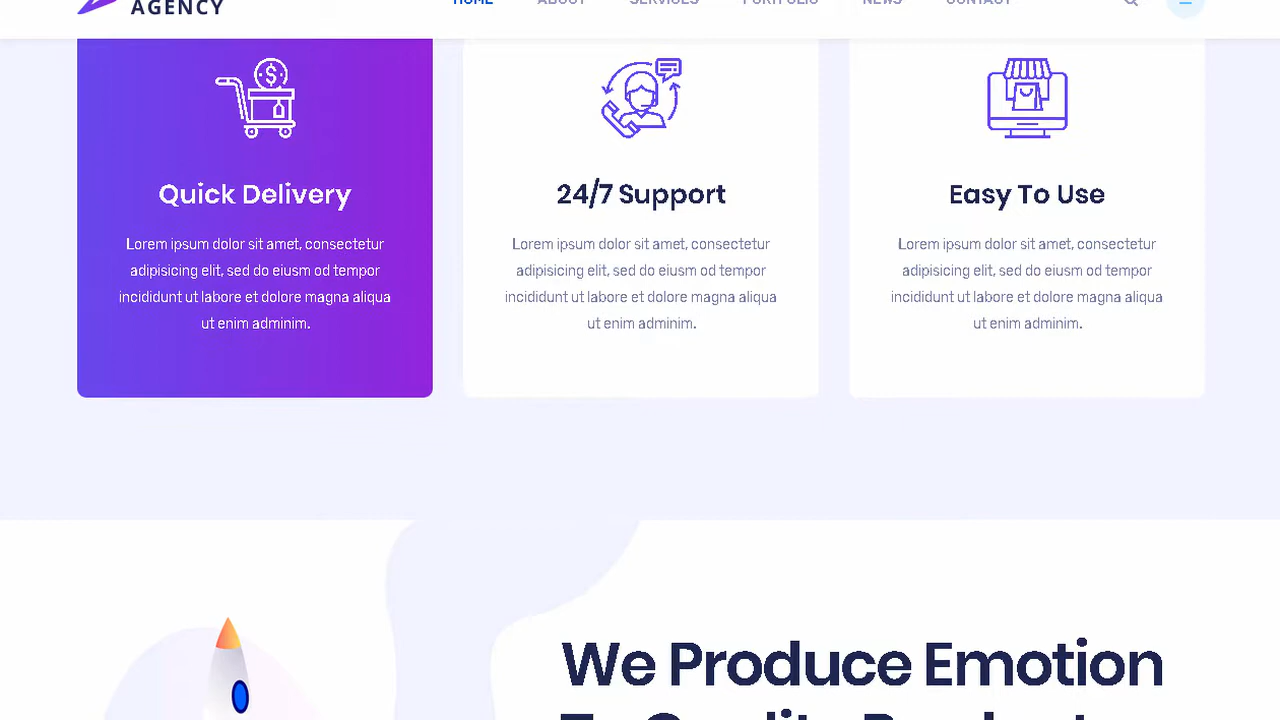 AGENCY
HOME ABOUT SERVICES PORTFOLIO NEWS CONTACT
Quick Delivery
Lorem ipsum dolor sit amet, consectetur
adipisicing elit, sed do eiusm od tempor
incididunt ut labore et dolore magna aliqua
ut enim adminim.
24/7 Support
Lorem ipsum dolor sit amet, consectetur
adipisicing elit, sed do eiusm od tempor
incididunt ut labore et dolore magna aliqua
ut enim adminim.
Easy To Use
Lorem ipsum dolor sit amet, consectetur
adipisicing elit, sed do eiusm od tempor
incididunt ut labore et dolore magna aliqua
ut enim adminim.
We Produce Emotion